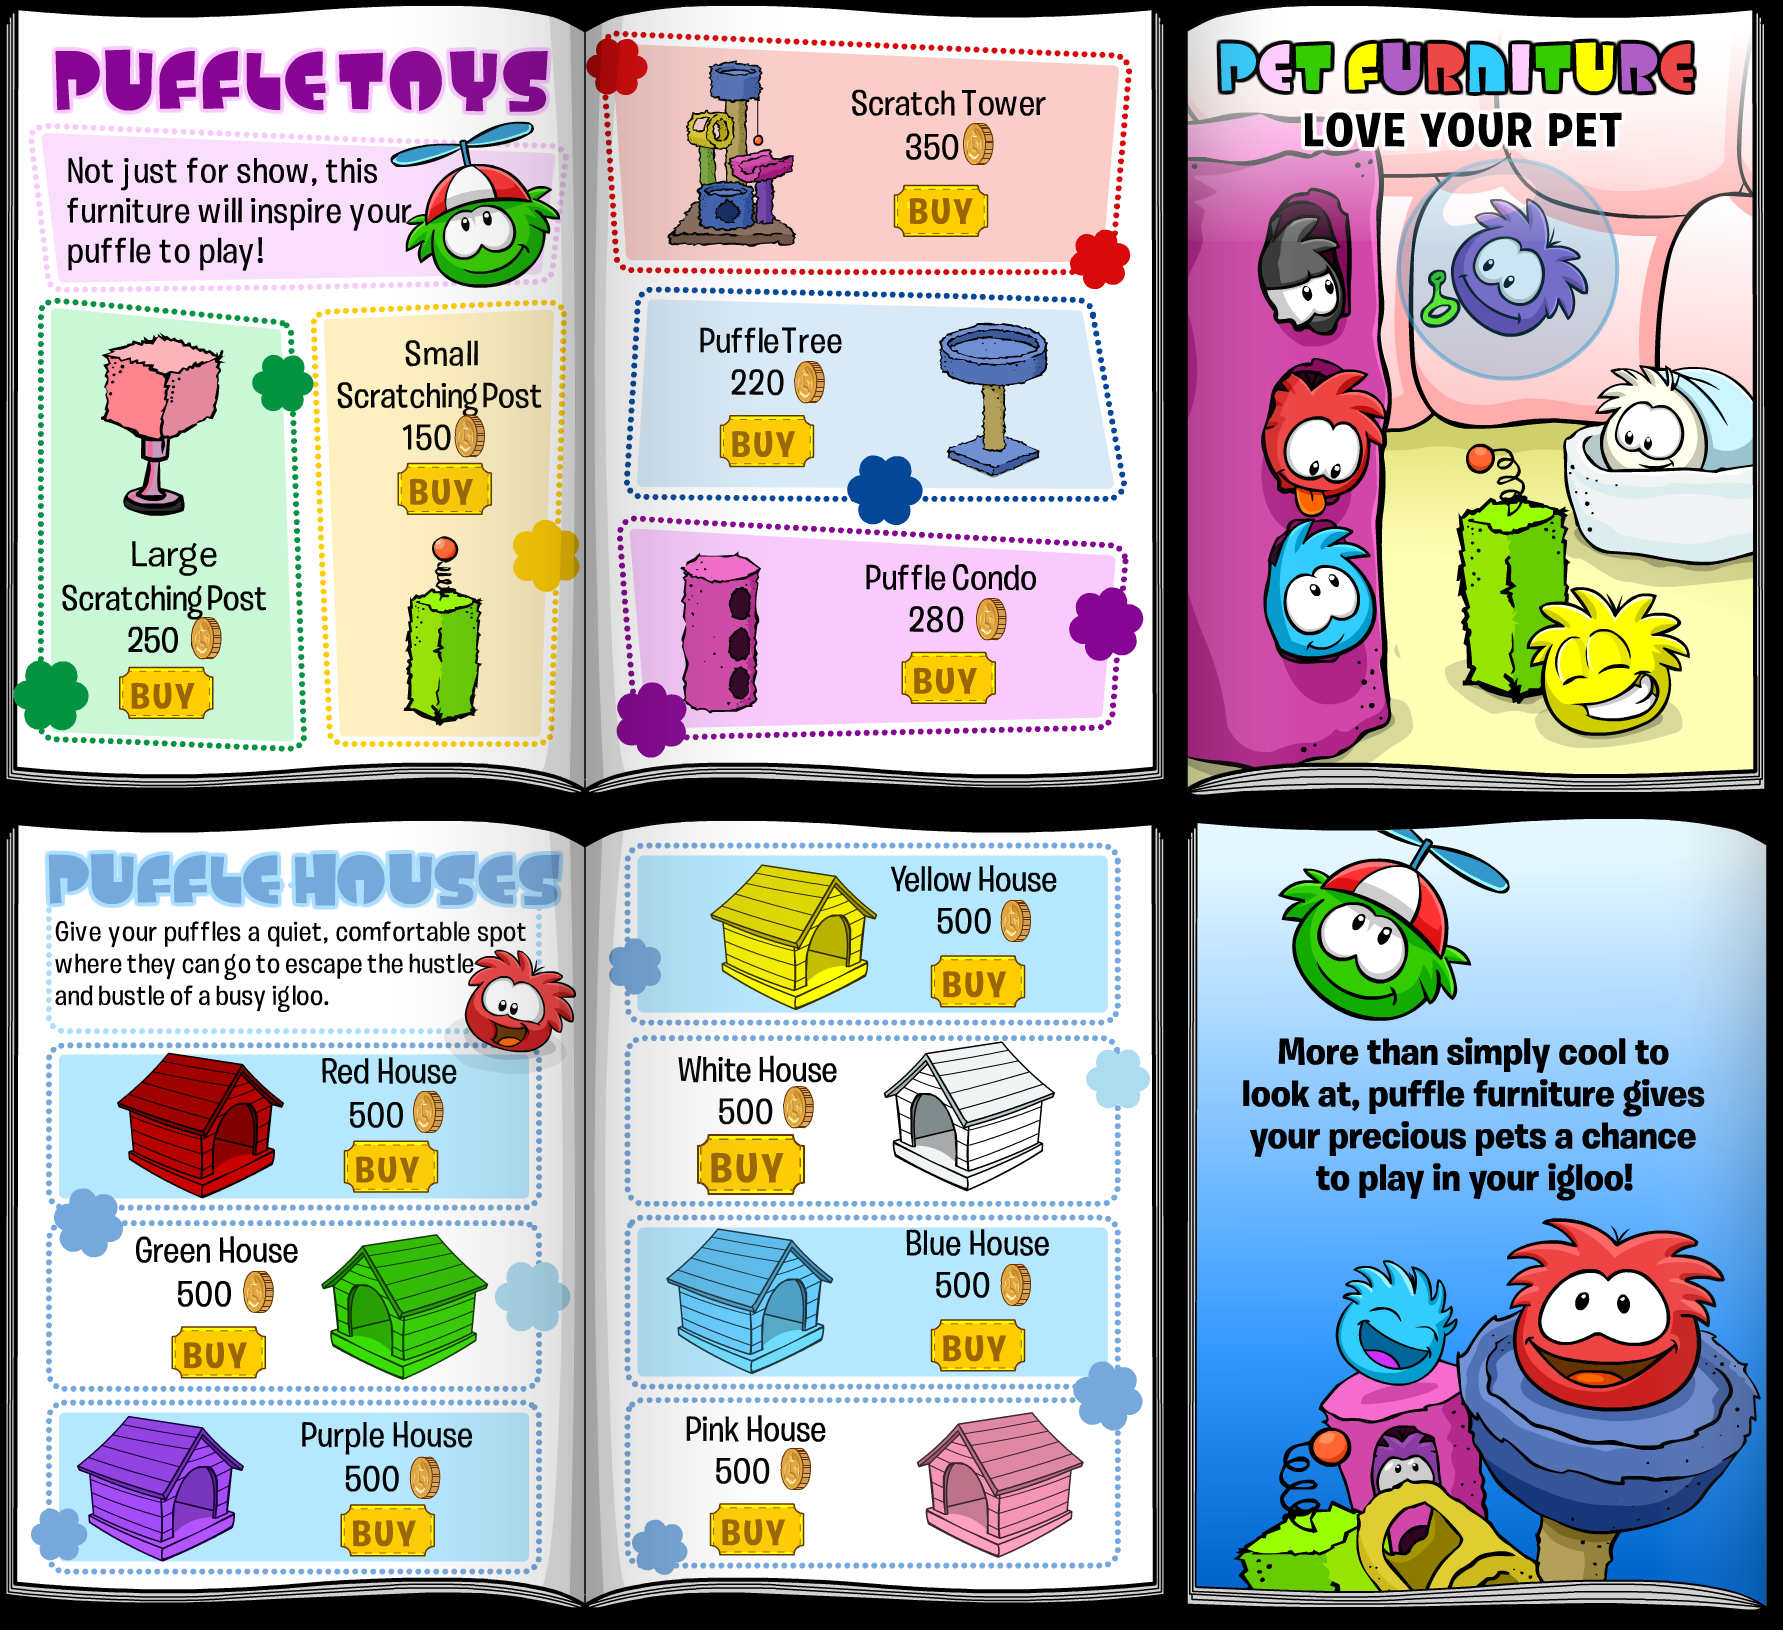 PUFFLE TOYS
Not just for show, this
furniture will inspire your
puffle to play!
Large
Scratching Post
250
BUY
Small
Scratching Post
150
BUY
Scratch Tower
350
BUY
Puffle Tree
220
BUY
Puffle Condo
280
BUY
PET FURNITURE
LOVE YOUR PET
PUFFLE HOUSES
Give your puffles a quiet, comfortable spot
where they can go to escape the hustle
and bustle of a busy igloo.
Red House
500
BUY
Green House
500
BUY
Purple House
500
BUY
Yellow House
500
BUY
White House
500
BUY
Blue House
500
BUY
Pink House
500
BUY
More than simply cool to
look at, puffle furniture gives
your precious pets a chance
to play in your igloo!